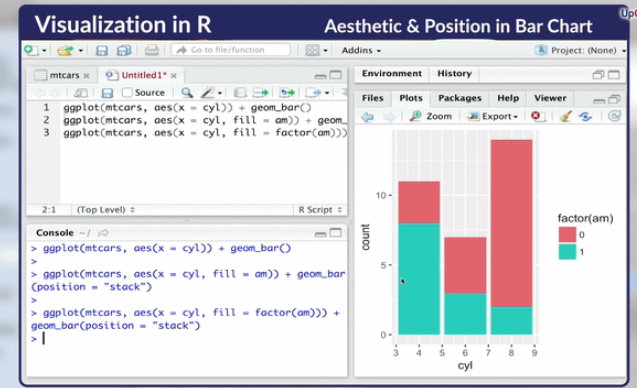 Visualization in R
Aesthetic & Position in Bar Chart
Go to file/function
Addins
Project: (None)
mtcars
Untitled1*
Source
1 ggplot(mtcars, aes(x = cyl)) + geom_bar()
2 ggplot(mtcars, aes(x = cyl, fill = am)) + geom_
3 ggplot(mtcars, aes(x = cyl, fill = factor(am)))
2:1 (Top Level) R Script
Console ~/
> ggplot(mtcars, aes(x = cyl)) + geom_bar()
>
> ggplot(mtcars, aes(x = cyl, fill = am)) + geom_bar
(position = "stack")
>
> ggplot(mtcars, aes(x = cyl, fill = factor(am))) +
geom_bar(position = "stack")
>
Environment History
Files Plots Packages Help Viewer
Zoom Export
count
10
5
0
3 4 5 6 7 8 9
cyl
factor(am)
0
1